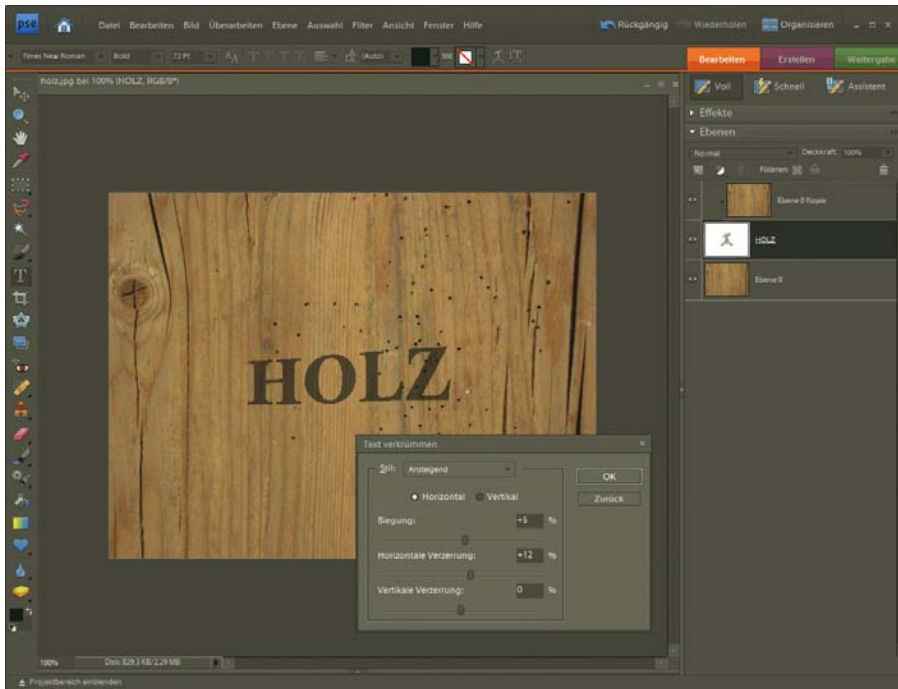 pse Datei Bearbeiten Bild Überarbeiten Ebene Auswahl Filter Ansicht Fenster Hilfe Rückgängig Wiederholen Organisieren
Times New Roman Bold 72 Pt (Auto) Stil
Bearbeiten Erstellen Weitergabe
holz.jpg bei 100% (HOLZ, RGB/8*)
Voll Schnell Assistent
Effekte
Ebenen
Normal Deckkraft: 100%
Fixieren:
Ebene 0 Kopie
HOLZ
Ebene 0
HOLZ
Text verkrümmen
Stil: Ansteigend
OK
Horizontal Vertikal
Zurück
Biegung: +5 %
Horizontale Verzerrung: +12 %
Vertikale Verzerrung: 0 %
100% Dok: 829,3 KB/2,29 MB
Projektbereich einblenden